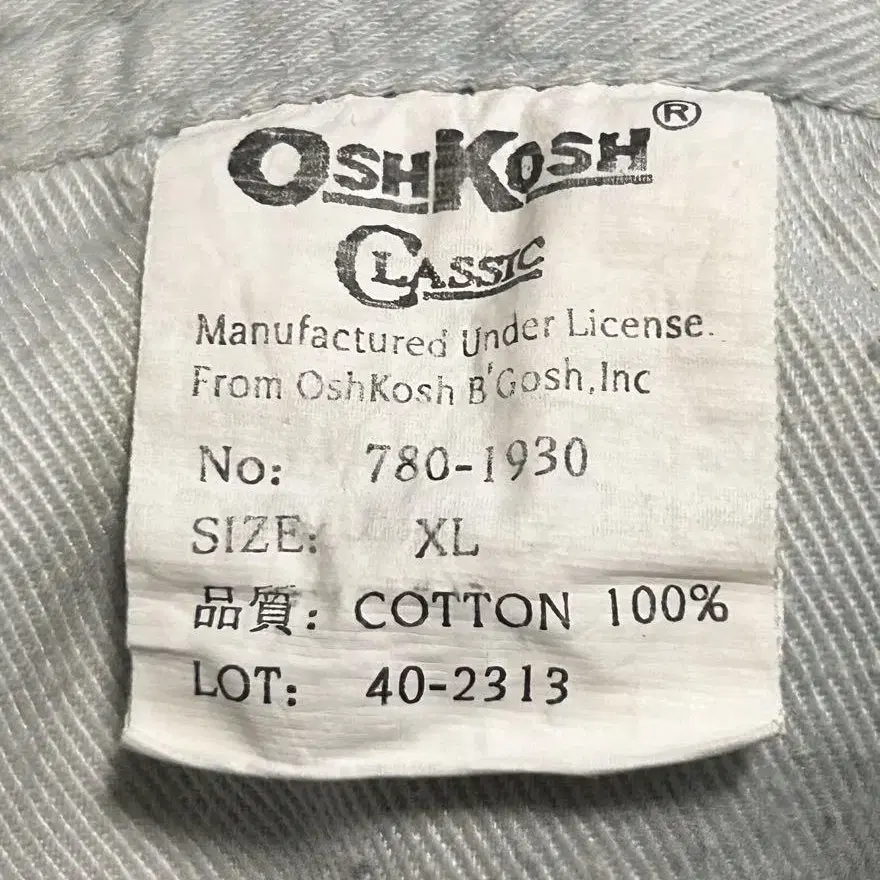 OSHKOSH®
CLASSIC
Manufactured Under License.
From OshKosh B'Gosh,Inc
No: 780-1930
SIZE: XL
品質: COTTON 100%
LOT: 40-2313